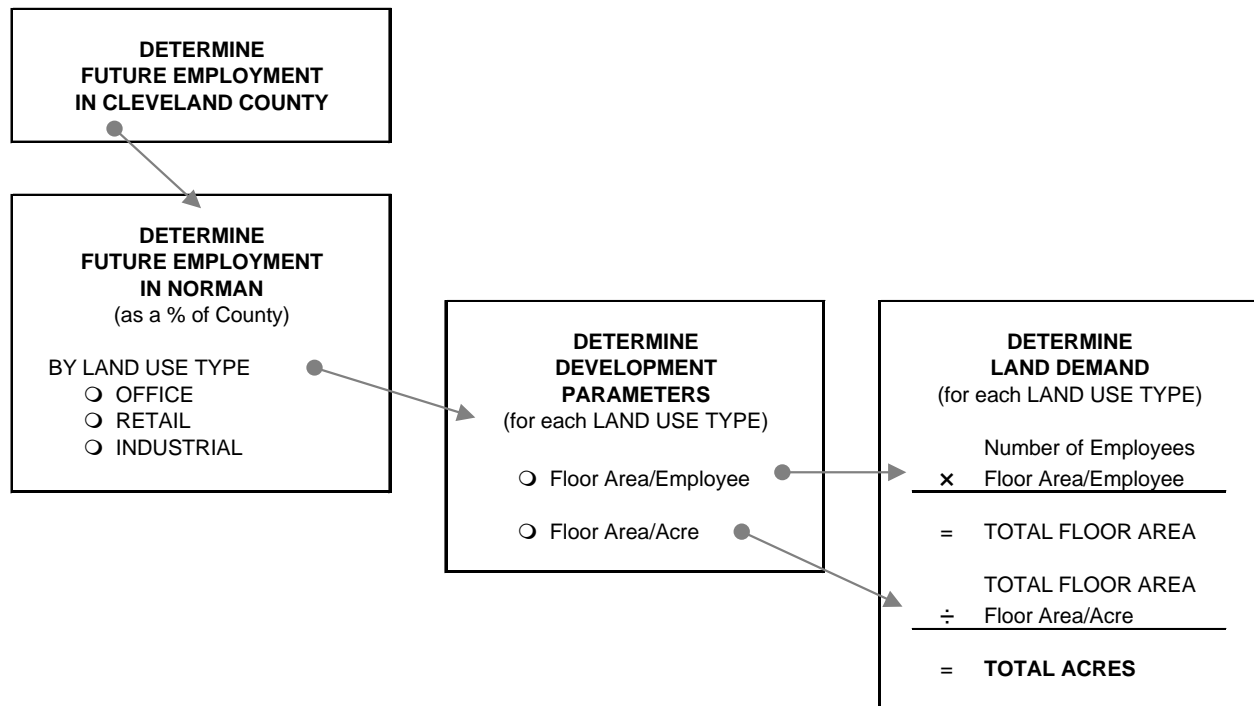 DETERMINE
FUTURE EMPLOYMENT
IN CLEVELAND COUNTY
DETERMINE
FUTURE EMPLOYMENT
IN NORMAN
(as a % of County)
BY LAND USE TYPE
❍ OFFICE
❍ RETAIL
❍ INDUSTRIAL
DETERMINE
DEVELOPMENT
PARAMETERS
(for each LAND USE TYPE)
❍ Floor Area/Employee
❍ Floor Area/Acre
DETERMINE
LAND DEMAND
(for each LAND USE TYPE)
Number of Employees
× Floor Area/Employee
= TOTAL FLOOR AREA
TOTAL FLOOR AREA
÷ Floor Area/Acre
= TOTAL ACRES